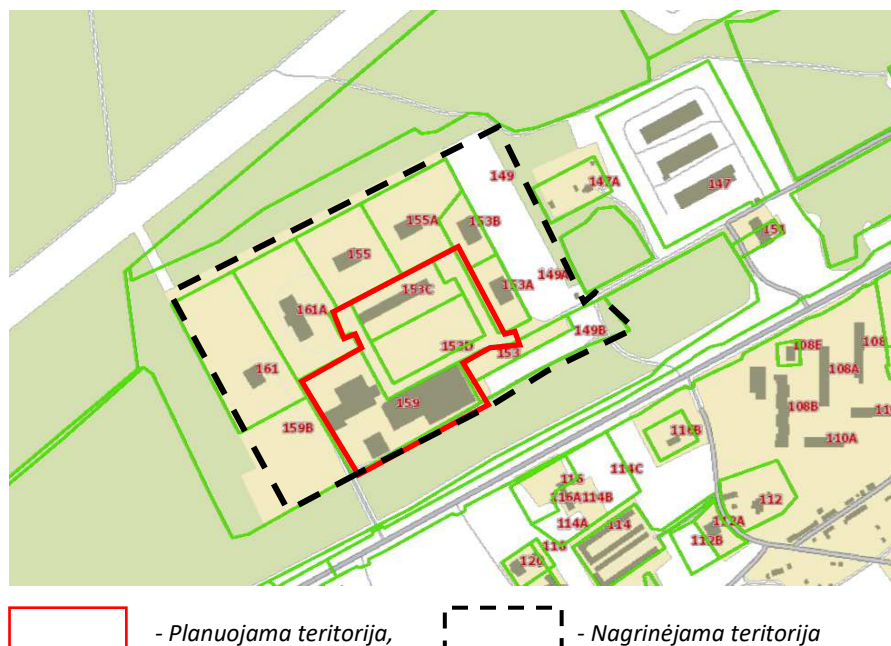 149
147A
147
155A
153B
151
155
153C
149A
153A
161A
153D
153
149B
161
159
159B
108E
108
108A
108B
110A
116B
114C
116
116A
114B
114A
114
112
112A
112B
118
120
- Planuojama teritorija, - Nagrinėjama teritorija